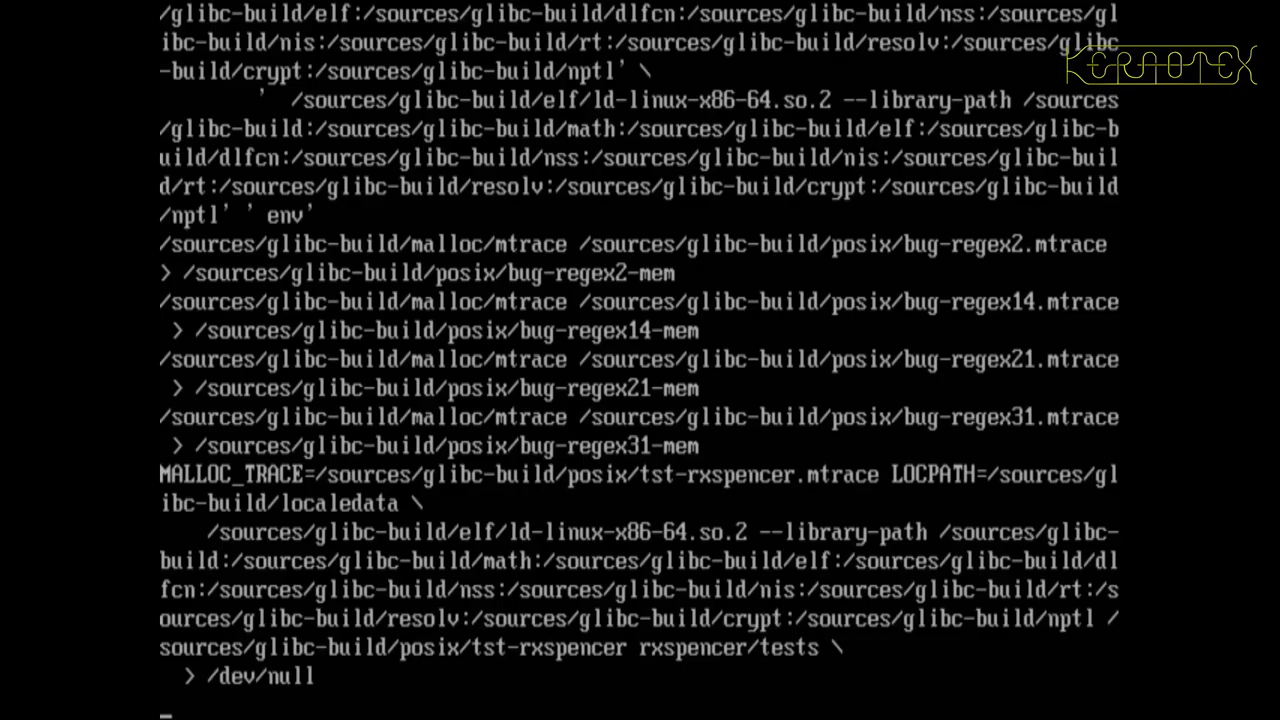 /glibc-build/elf:/sources/glibc-build/dlfcn:/sources/glibc-build/nss:/sources/gl
ibc-build/nis:/sources/glibc-build/rt:/sources/glibc-build/resolv:/sources/glibc
-build/crypt:/sources/glibc-build/nptl' \
' /sources/glibc-build/elf/ld-linux-x86-64.so.2 --library-path /sources
/glibc-build:/sources/glibc-build/math:/sources/glibc-build/elf:/sources/glibc-b
uild/dlfcn:/sources/glibc-build/nss:/sources/glibc-build/nis:/sources/glibc-buil
d/rt:/sources/glibc-build/resolv:/sources/glibc-build/crypt:/sources/glibc-build
/nptl' ' env'
/sources/glibc-build/malloc/mtrace /sources/glibc-build/posix/bug-regex2.mtrace
> /sources/glibc-build/posix/bug-regex2-mem
/sources/glibc-build/malloc/mtrace /sources/glibc-build/posix/bug-regex14.mtrace
> /sources/glibc-build/posix/bug-regex14-mem
/sources/glibc-build/malloc/mtrace /sources/glibc-build/posix/bug-regex21.mtrace
> /sources/glibc-build/posix/bug-regex21-mem
/sources/glibc-build/malloc/mtrace /sources/glibc-build/posix/bug-regex31.mtrace
> /sources/glibc-build/posix/bug-regex31-mem
MALLOC_TRACE=/sources/glibc-build/posix/tst-rxspencer.mtrace LOCPATH=/sources/gl
ibc-build/localedata \
/sources/glibc-build/elf/ld-linux-x86-64.so.2 --library-path /sources/glibc-
build:/sources/glibc-build/math:/sources/glibc-build/elf:/sources/glibc-build/dl
fcn:/sources/glibc-build/nss:/sources/glibc-build/nis:/sources/glibc-build/rt:/s
ources/glibc-build/resolv:/sources/glibc-build/crypt:/sources/glibc-build/nptl /
sources/glibc-build/posix/tst-rxspencer rxspencer/tests \
> /dev/null